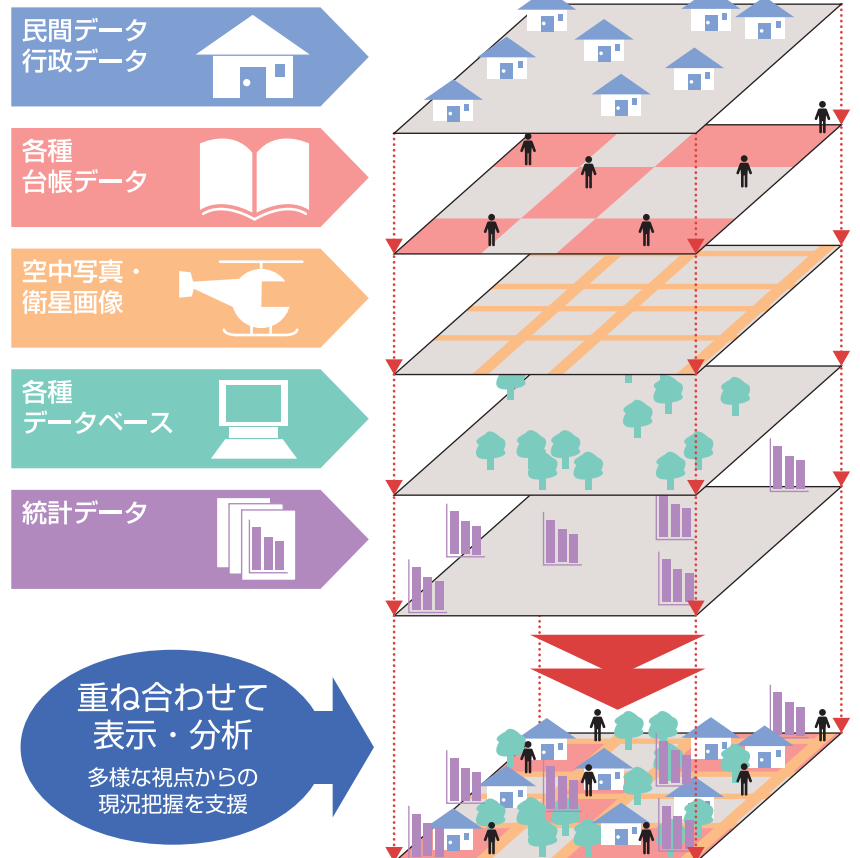 民間データ
行政データ
各種
台帳データ
空中写真・
衛星画像
各種
データベース
統計データ
重ね合わせて
表示・分析
多様な視点からの
現況把握を支援